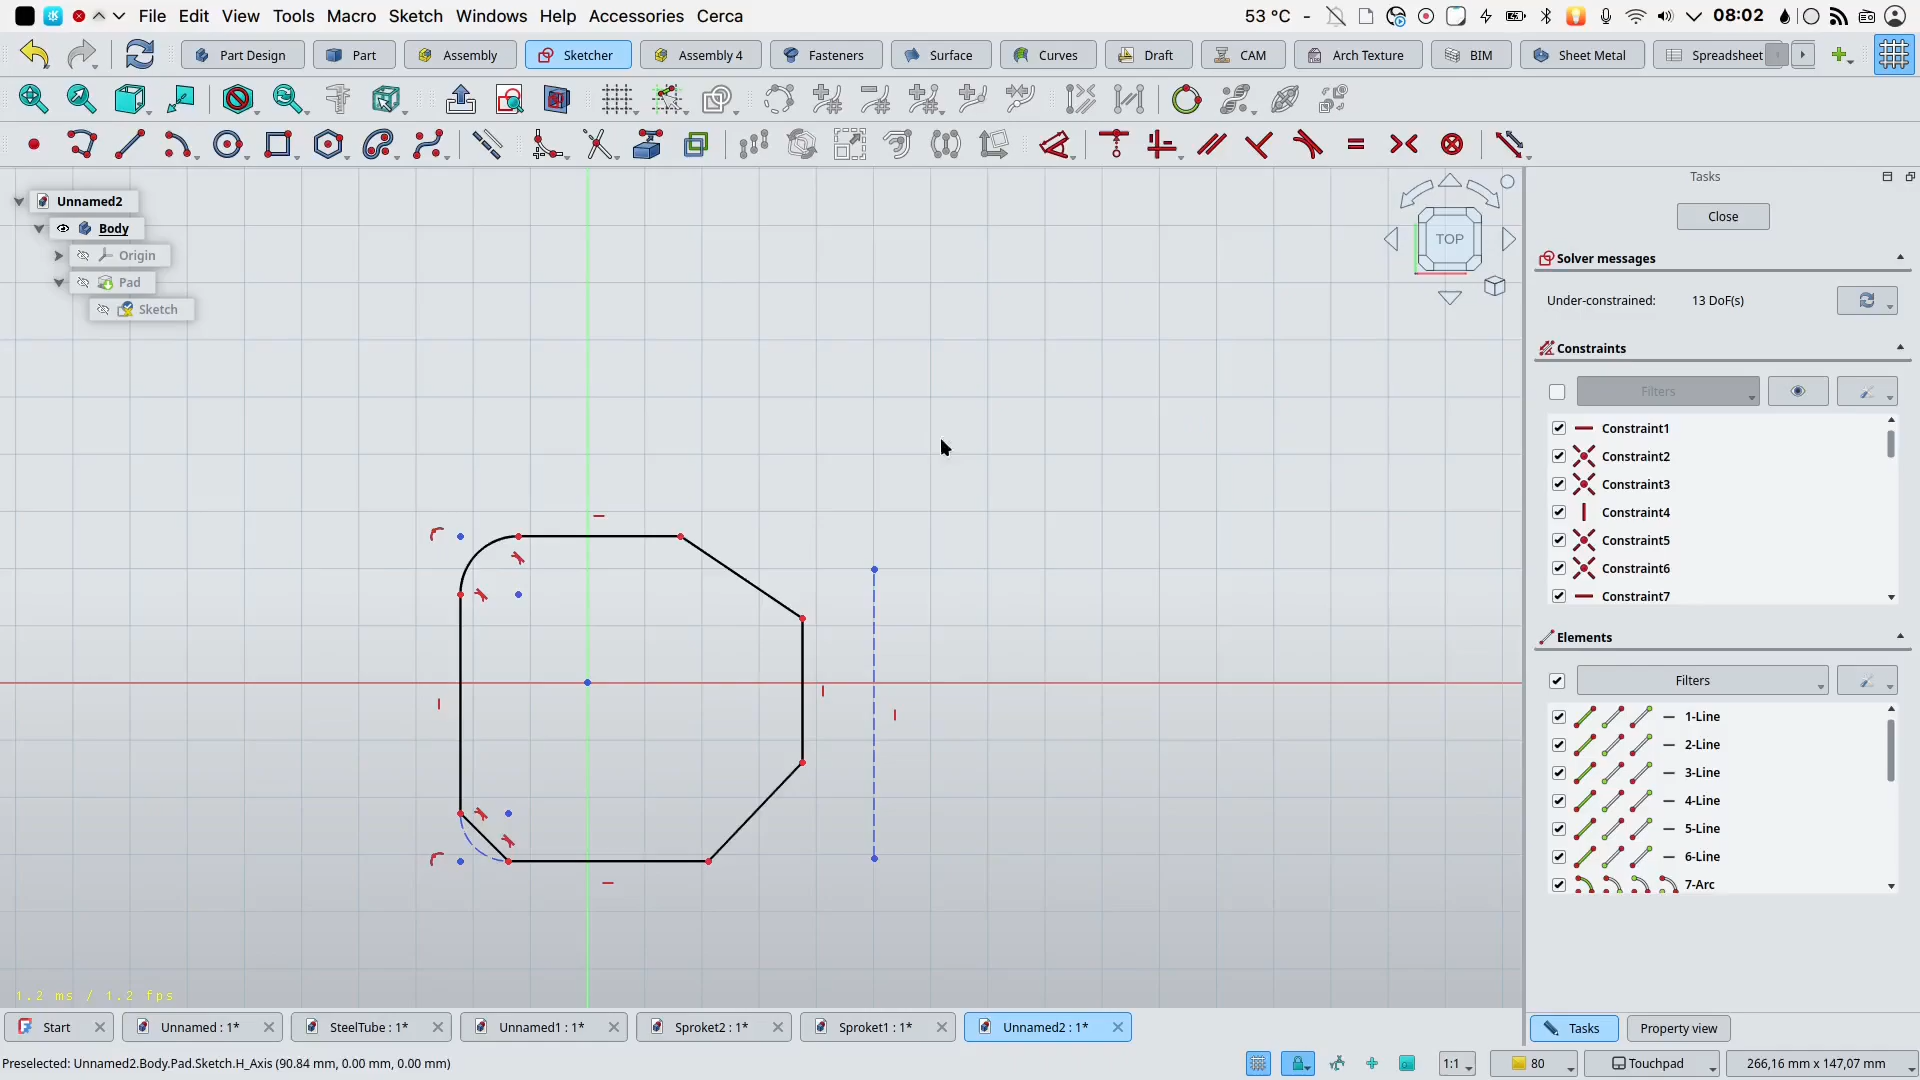 File Edit View Tools Macro Sketch Windows Help Accessories Cerca
53 °C - 08:02
Part Design Part Assembly Sketcher Assembly 4 Fasteners Surface Curves Draft CAM Arch Texture BIM Sheet Metal Spreadsheet
Unnamed2
Body
Origin
Pad
Sketch
TOP
Tasks
Close
Solver messages
Under-constrained: 13 DoF(s)
Constraints
Filters
Constraint1
Constraint2
Constraint3
Constraint4
Constraint5
Constraint6
Constraint7
Elements
Filters
1-Line
2-Line
3-Line
4-Line
5-Line
6-Line
7-Arc
1.2 ms / 1.2 fps
Start Unnamed : 1* SteelTube : 1* Unnamed1 : 1* Sproket2 : 1* Sproket1 : 1* Unnamed2 : 1*
Tasks Property view
Preselected: Unnamed2.Body.Pad.Sketch.H_Axis (90.84 mm, 0.00 mm, 0.00 mm)
1:1 80 Touchpad 266,16 mm x 147,07 mm